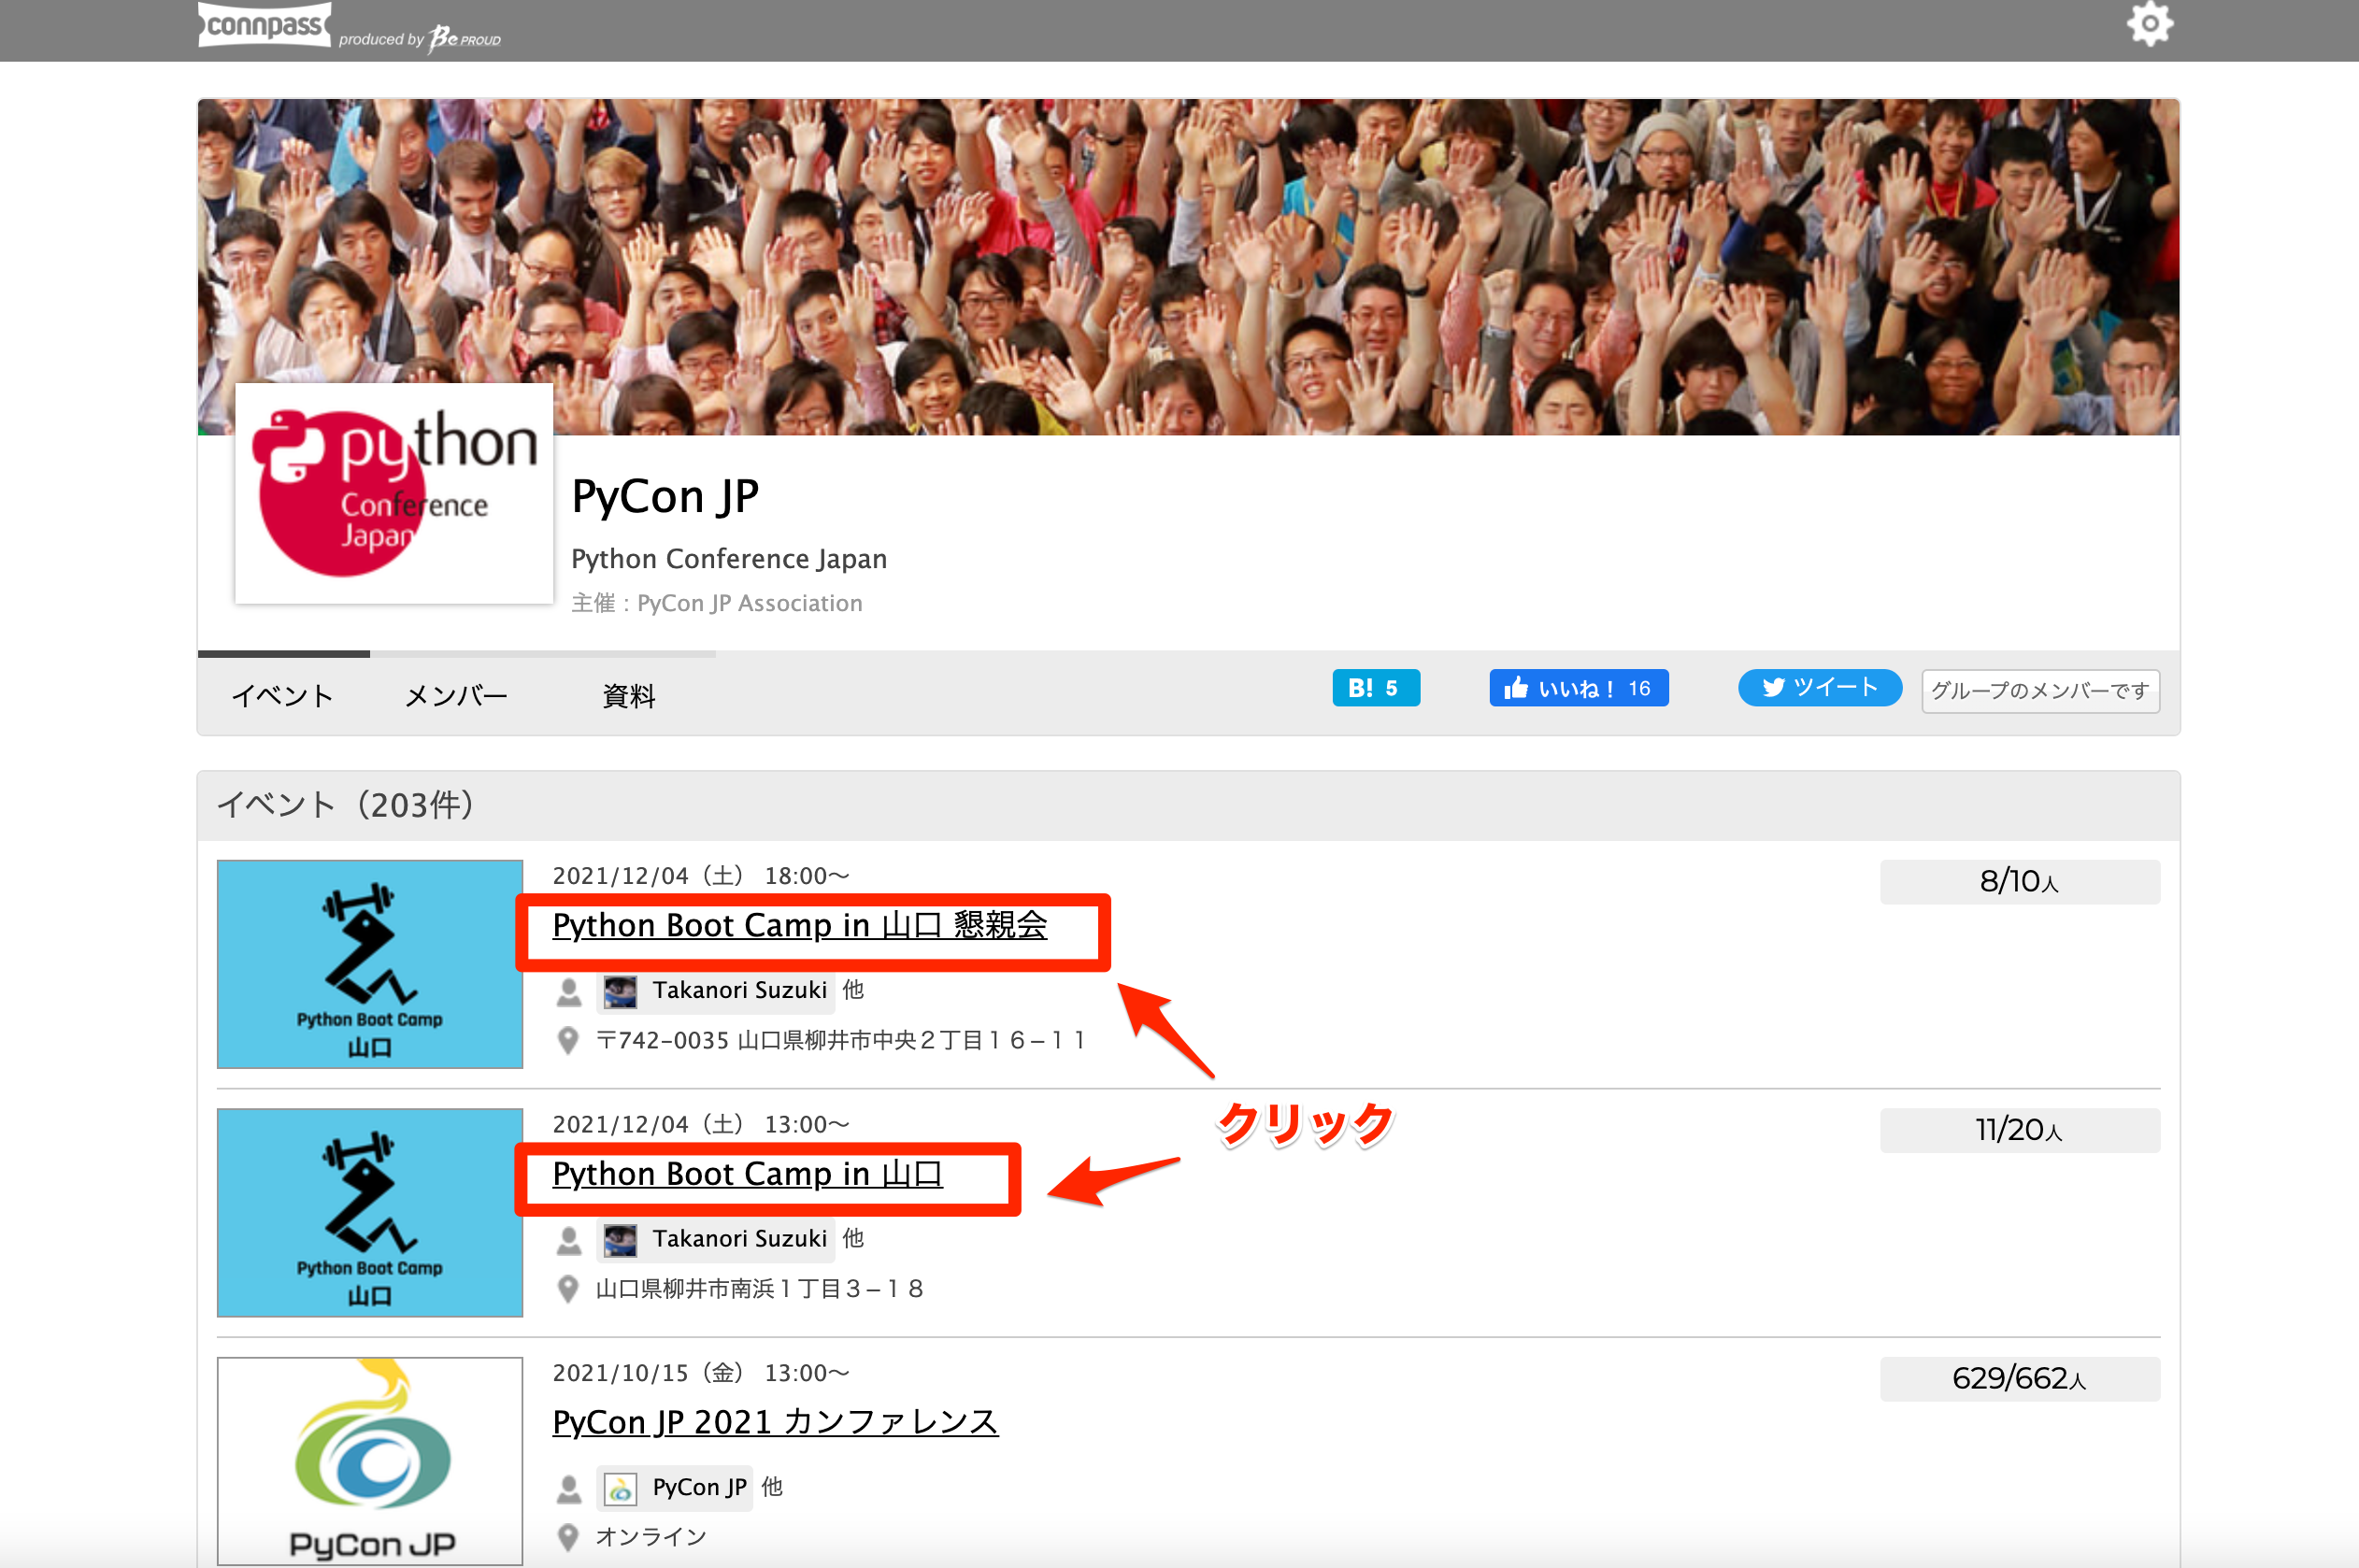 connpass produced by Be PROUD
python
Conference
Japan
PyCon JP
Python Conference Japan
主催：PyCon JP Association
イベント
メンバー
資料
B! 5
いいね！ 16
ツイート
グループのメンバーです
イベント（203件）
2021/12/04（土） 18:00〜
8/10人
Python Boot Camp in 山口 懇親会
Takanori Suzuki 他
〒742−0035 山口県柳井市中央２丁目１６−１１
Python Boot Camp
山口
クリック
2021/12/04（土） 13:00〜
11/20人
Python Boot Camp in 山口
Takanori Suzuki 他
山口県柳井市南浜１丁目３−１８
Python Boot Camp
山口
2021/10/15（金） 13:00〜
629/662人
PyCon JP 2021 カンファレンス
PyCon JP 他
オンライン
PyCon JP